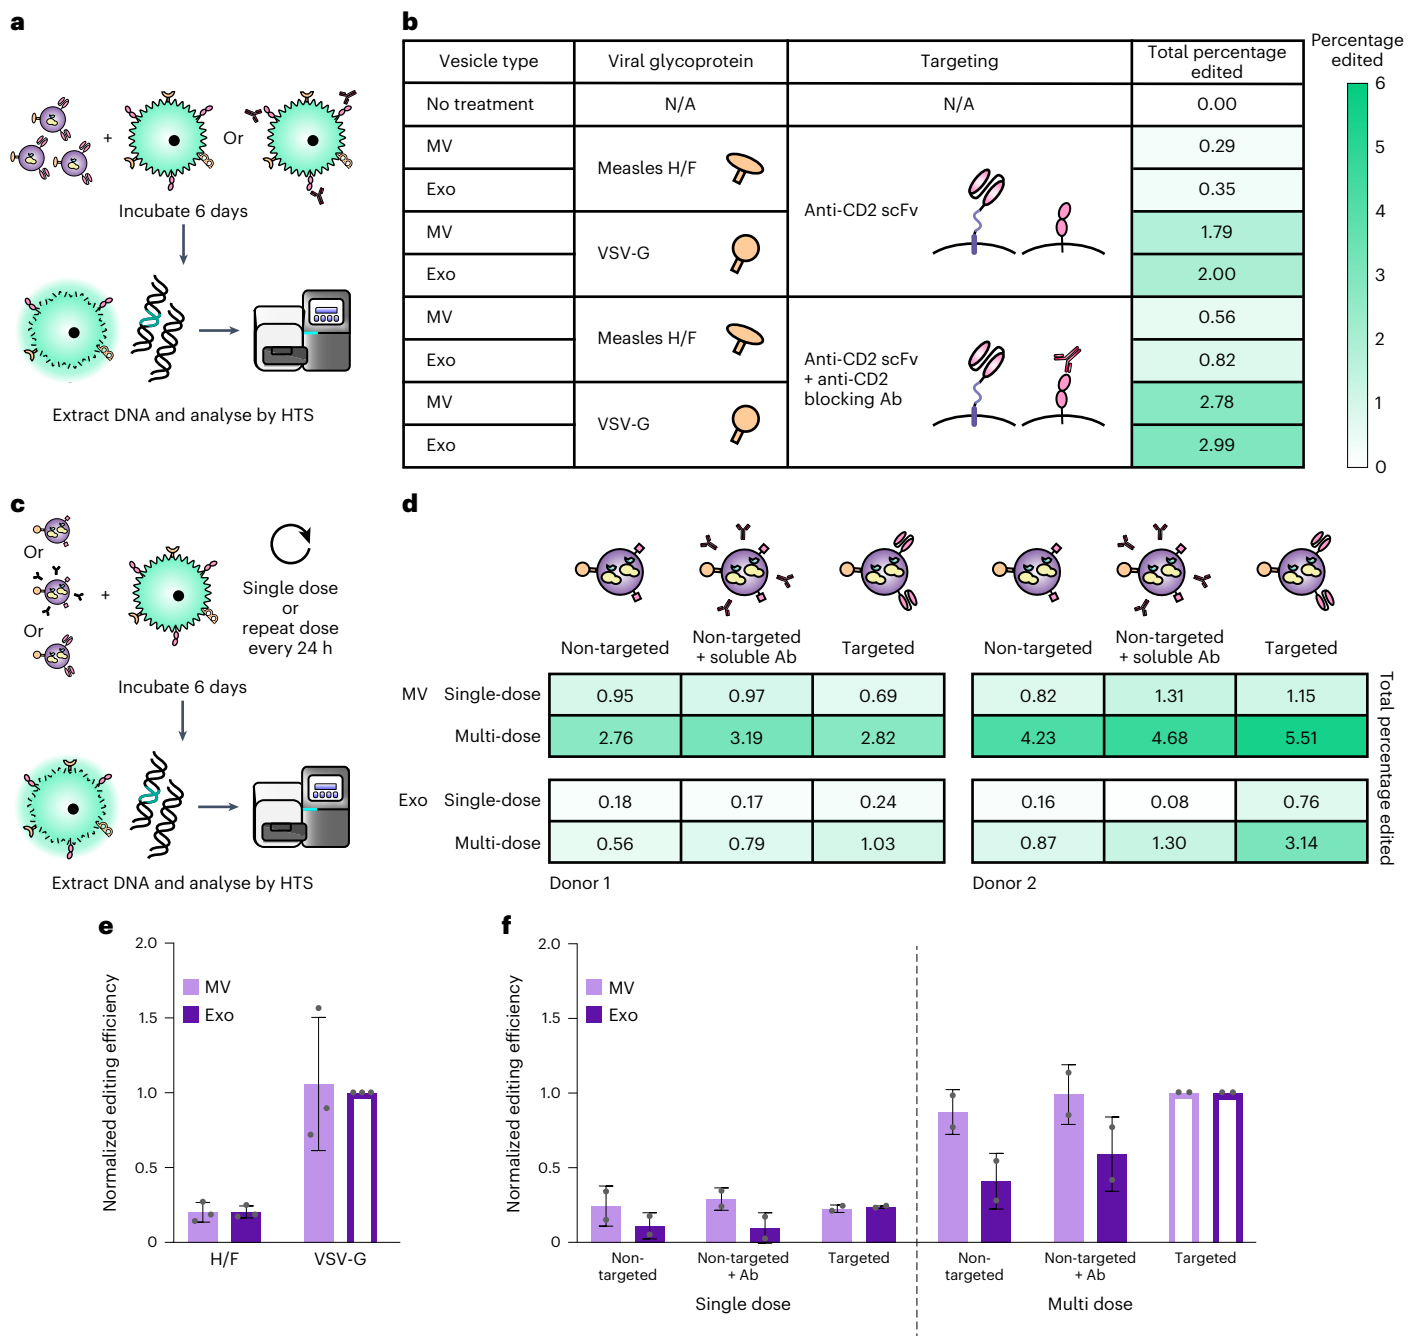 a
+
Or
Incubate 6 days
Extract DNA and analyse by HTS
b
Vesicle type
Viral glycoprotein
Targeting
Total percentage
edited
No treatment
N/A
N/A
0.00
MV
Measles H/F
Anti-CD2 scFv
0.29
Exo
0.35
MV
VSV-G
1.79
Exo
2.00
MV
Measles H/F
Anti-CD2 scFv
+ anti-CD2
blocking Ab
0.56
Exo
0.82
MV
VSV-G
2.78
Exo
2.99
Percentage
edited
6
5
4
3
2
1
0
c
Or
Or
+
Single dose
or
repeat dose
every 24 h
Incubate 6 days
Extract DNA and analyse by HTS
d
Non-targeted
Non-targeted
+ soluble Ab
Targeted
Non-targeted
Non-targeted
+ soluble Ab
Targeted
MV Single-dose 0.95 0.97 0.69 0.82 1.31 1.15
Multi-dose 2.76 3.19 2.82 4.23 4.68 5.51
Exo Single-dose 0.18 0.17 0.24 0.16 0.08 0.76
Multi-dose 0.56 0.79 1.03 0.87 1.30 3.14
Donor 1
Donor 2
Total percentage edited
e
Normalized editing efficiency
2.0
1.5
1.0
0.5
0
MV
Exo
H/F
VSV-G
f
Normalized editing efficiency
2.0
1.5
1.0
0.5
0
MV
Exo
Non-
targeted
Non-targeted
+ Ab
Targeted
Non-
targeted
Non-targeted
+ Ab
Targeted
Single dose
Multi dose